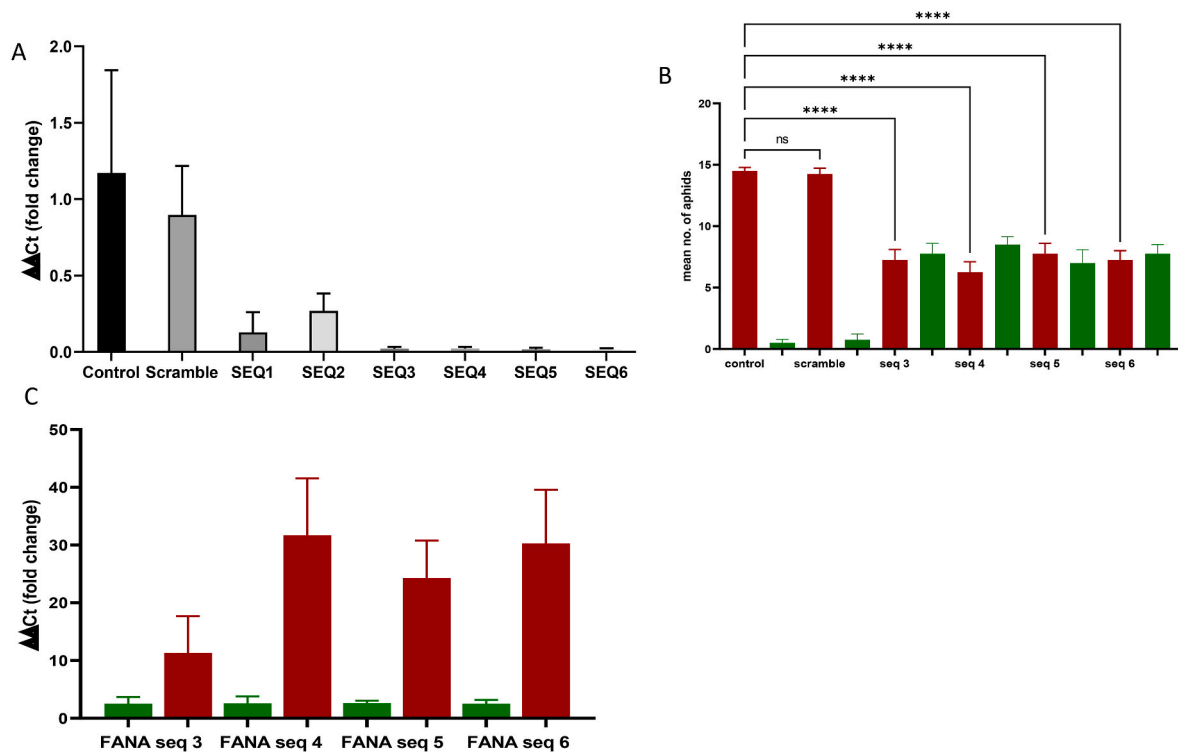 A
ΔΔCt (fold change)
2.0
1.5
1.0
0.5
0.0
Control Scramble SEQ1 SEQ2 SEQ3 SEQ4 SEQ5 SEQ6
B
****
****
****
****
ns
mean no. of aphids
20
15
10
5
0
control scramble seq 3 seq 4 seq 5 seq 6
C
ΔΔCt (fold change)
50
40
30
20
10
0
FANA seq 3 FANA seq 4 FANA seq 5 FANA seq 6